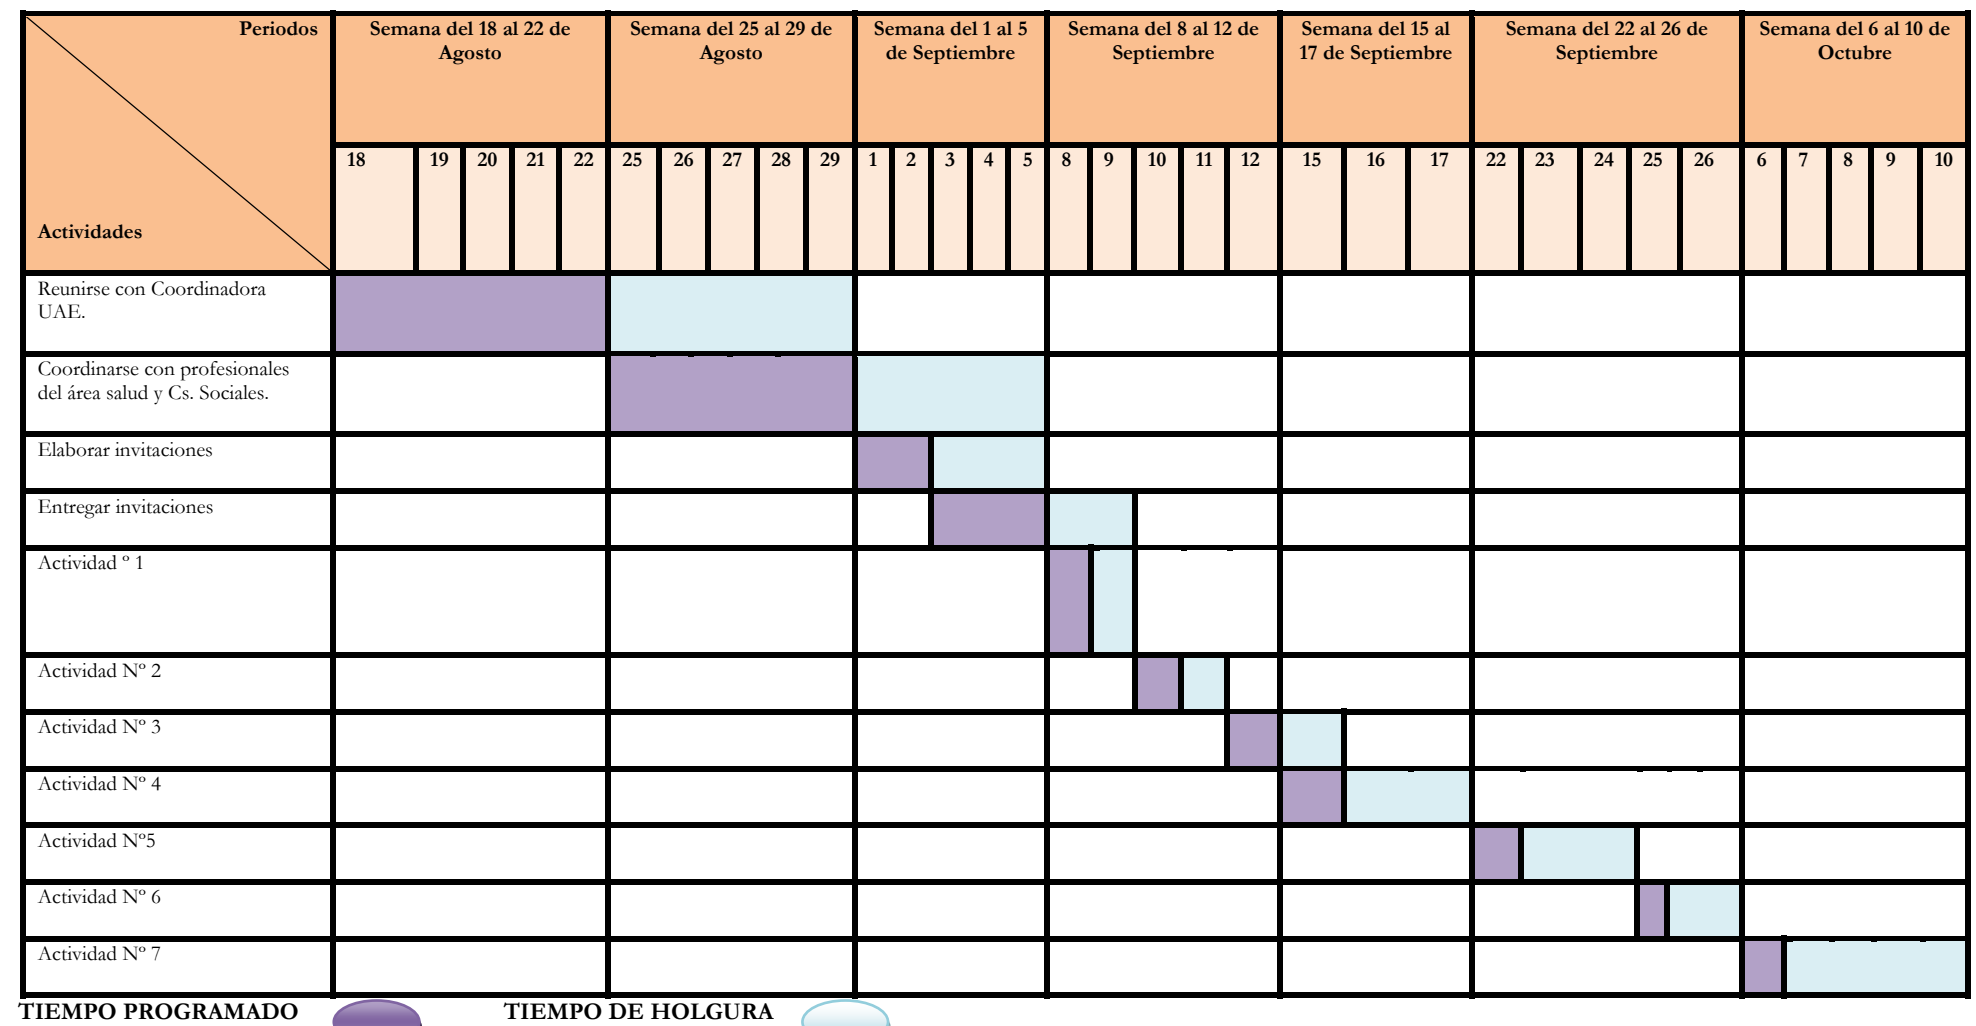 Periodos
Semana del 18 al 22 de
Agosto
Semana del 25 al 29 de
Agosto
Semana del 1 al 5
de Septiembre
Semana del 8 al 12 de
Septiembre
Semana del 15 al
17 de Septiembre
Semana del 22 al 26 de
Septiembre
Semana del 6 al 10 de
Octubre
Actividades
18 19 20 21 22 25 26 27 28 29 1 2 3 4 5 8 9 10 11 12 15 16 17 22 23 24 25 26 6 7 8 9 10
Reunirse con Coordinadora
UAE.
Coordinarse con profesionales
del área salud y Cs. Sociales.
Elaborar invitaciones
Entregar invitaciones
Actividad º 1
Actividad Nº 2
Actividad Nº 3
Actividad Nº 4
Actividad Nº5
Actividad Nº 6
Actividad Nº 7
TIEMPO PROGRAMADO TIEMPO DE HOLGURA